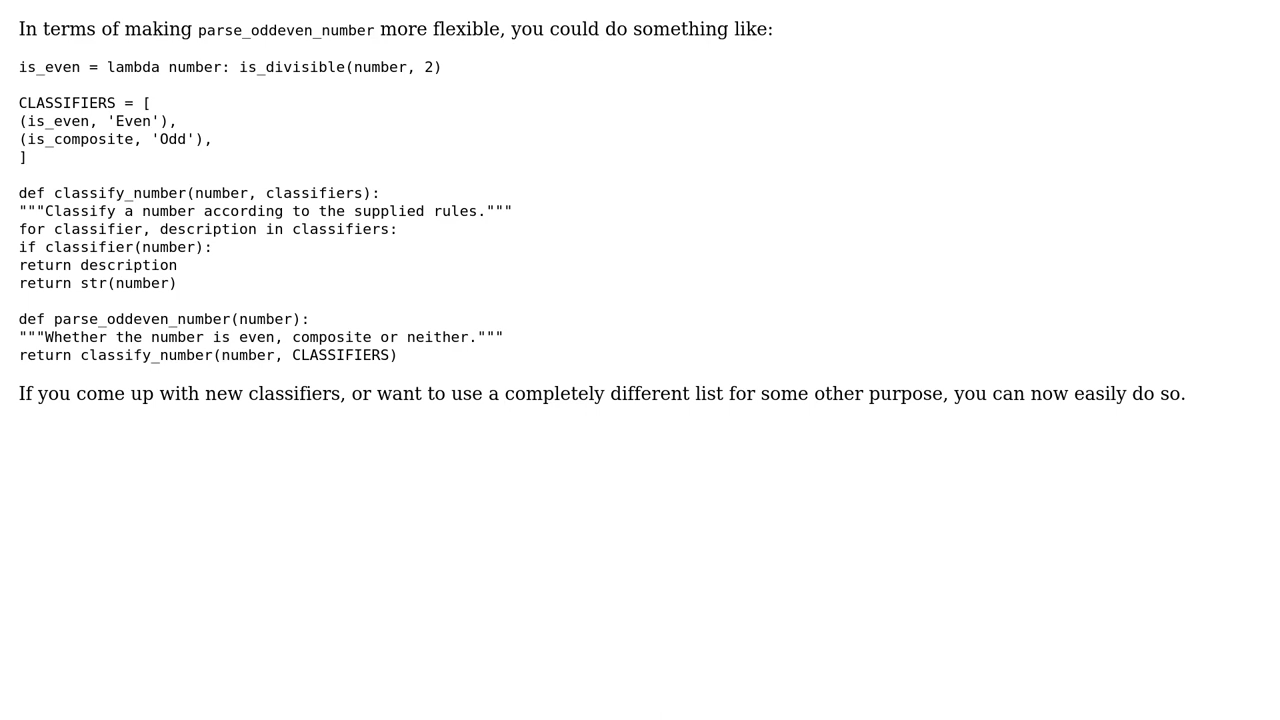 In terms of making parse_oddeven_number more flexible, you could do something like:
is_even = lambda number: is_divisible(number, 2)
CLASSIFIERS = [
(is_even, 'Even'),
(is_composite, 'Odd'),
]
def classify_number(number, classifiers):
"""Classify a number according to the supplied rules."""
for classifier, description in classifiers:
if classifier(number):
return description
return str(number)
def parse_oddeven_number(number):
"""Whether the number is even, composite or neither."""
return classify_number(number, CLASSIFIERS)
If you come up with new classifiers, or want to use a completely different list for some other purpose, you can now easily do so.